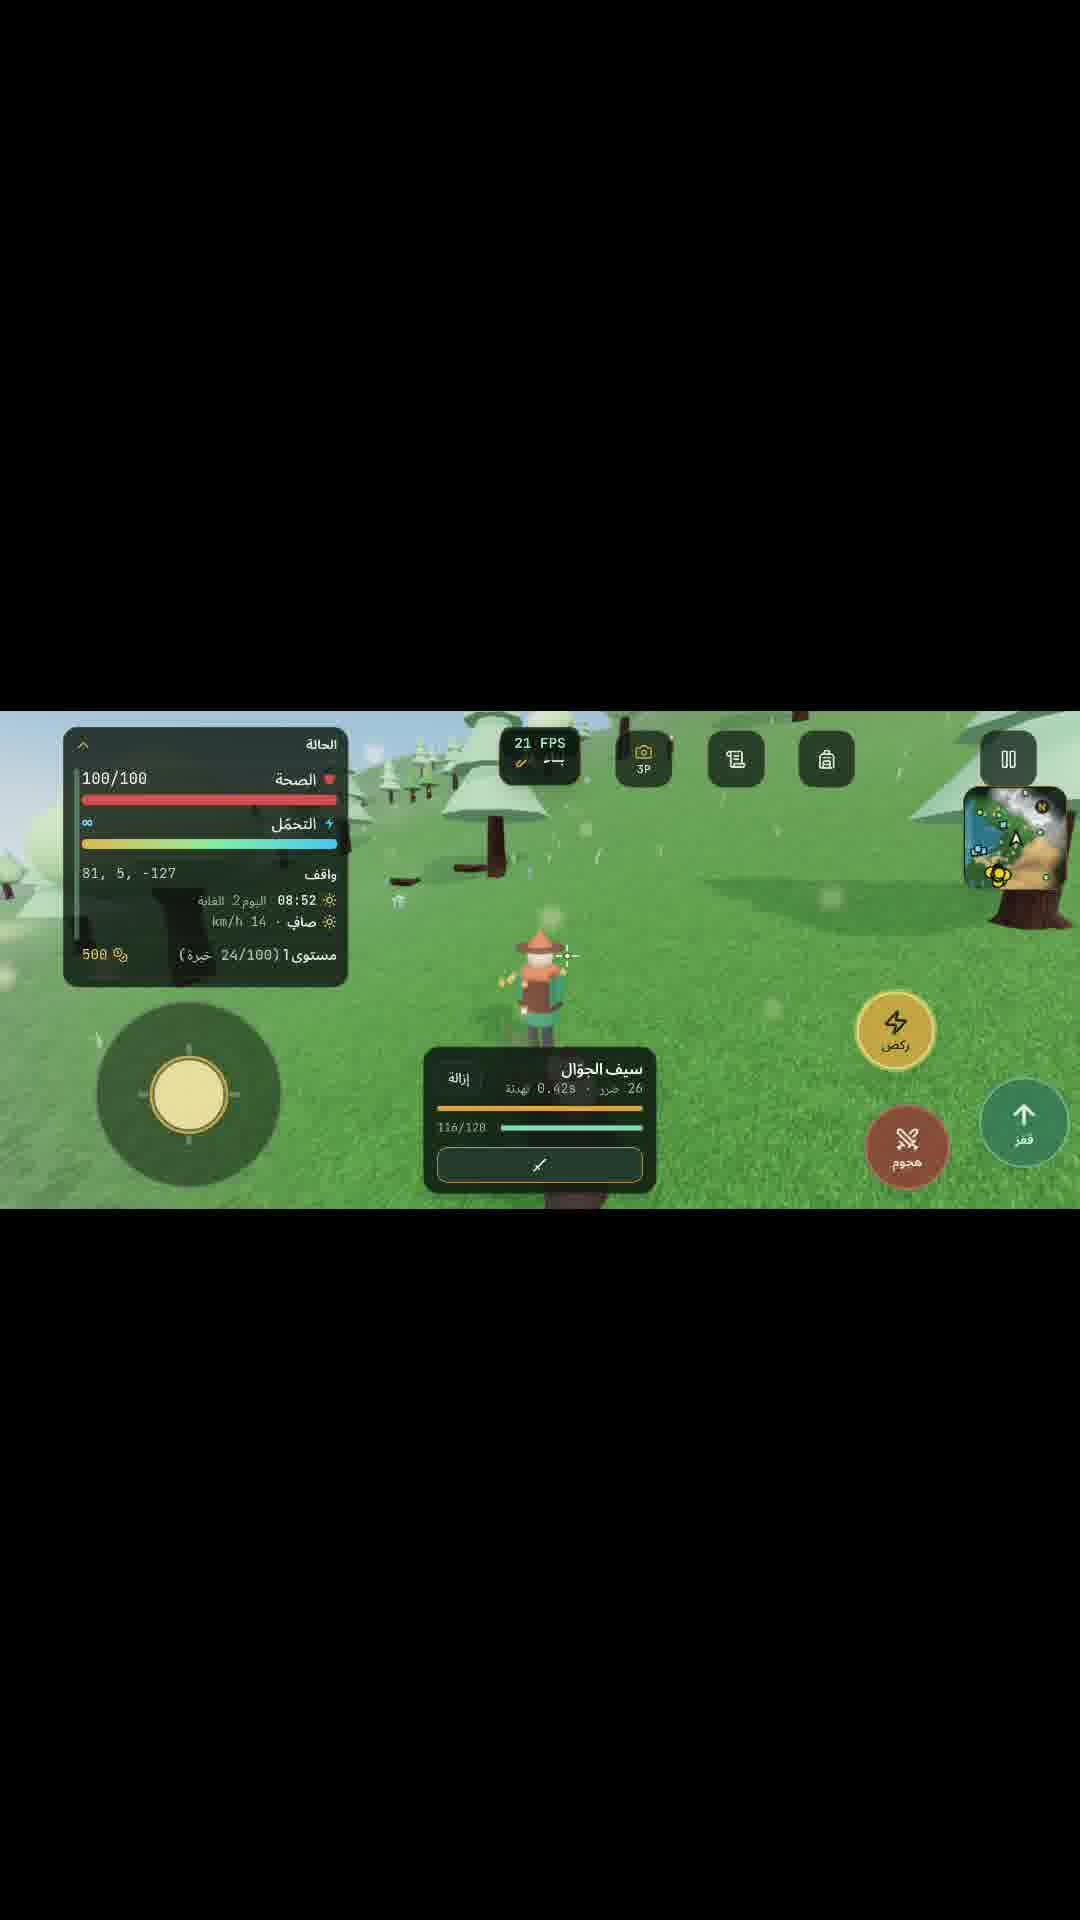 الحالة
الصحة 100/100
التحمّل ∞
واقف 81, 5, -127
08:52 اليوم 2 الغابة
صافٍ · 14 km/h
مستوى 1 (24/100 خبرة) 500
21 FPS
3P
N
ركض
قفز
هجوم
سيف الجوّال
إزالة
26 ضرر · 0.42s تهدئة
116/120